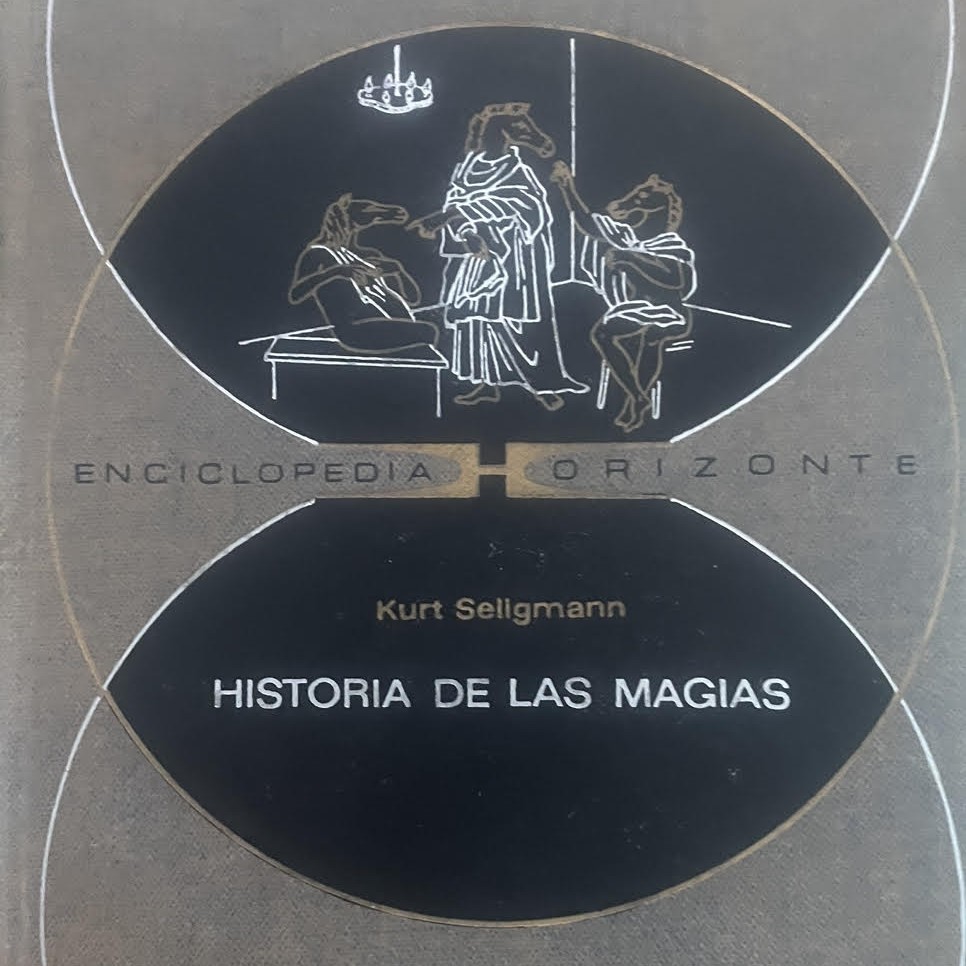 ENCICLOPEDIA HORIZONTE
Kurt Seligmann
HISTORIA DE LAS MAGIAS